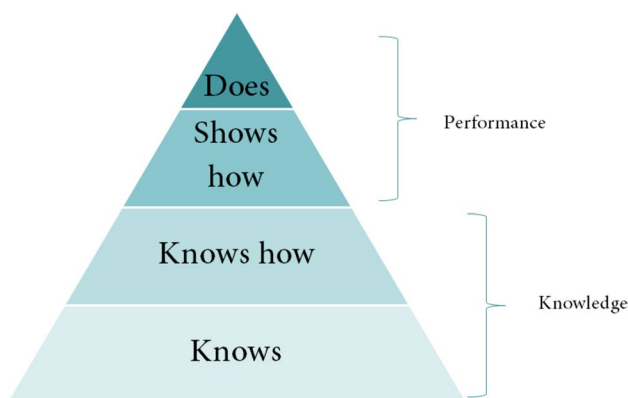 Does
Shows
how
Performance
Knows how
Knowledge
Knows